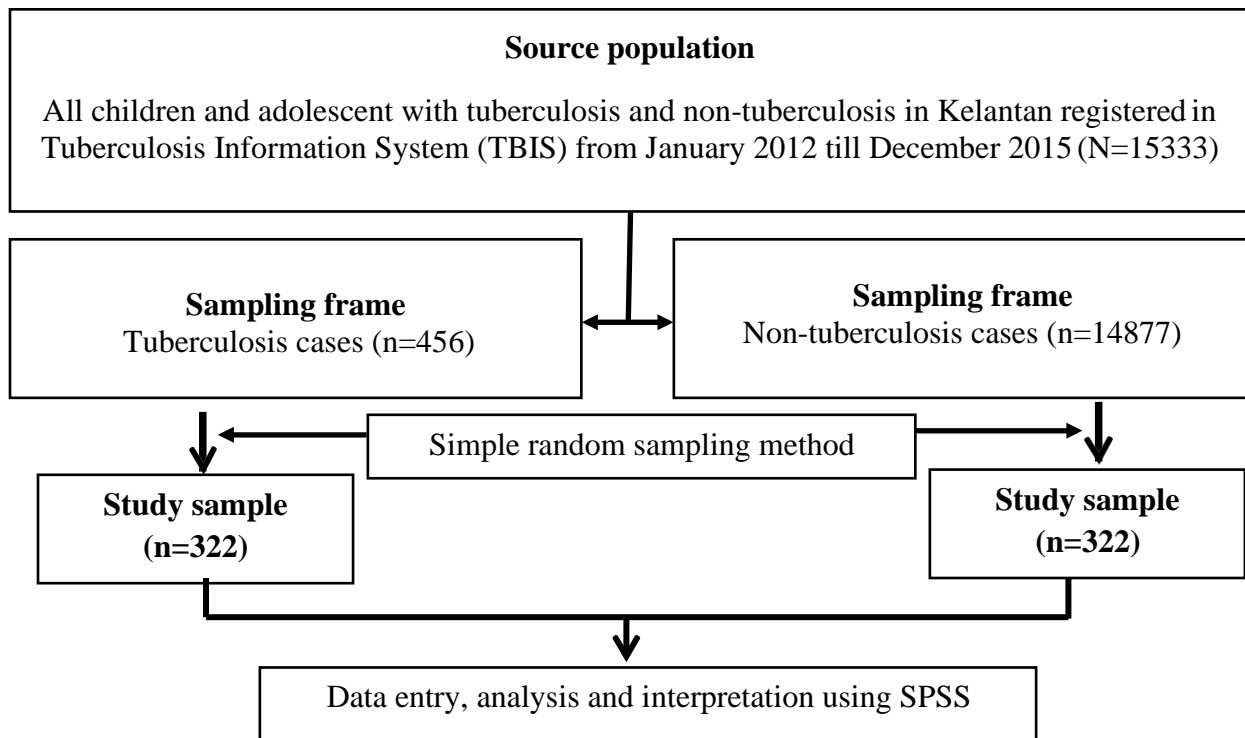 Source population
All children and adolescent with tuberculosis and non-tuberculosis in Kelantan registered in
Tuberculosis Information System (TBIS) from January 2012 till December 2015 (N=15333)
Sampling frame
Tuberculosis cases (n=456)
Sampling frame
Non-tuberculosis cases (n=14877)
Simple random sampling method
Study sample
(n=322)
Study sample
(n=322)
Data entry, analysis and interpretation using SPSS